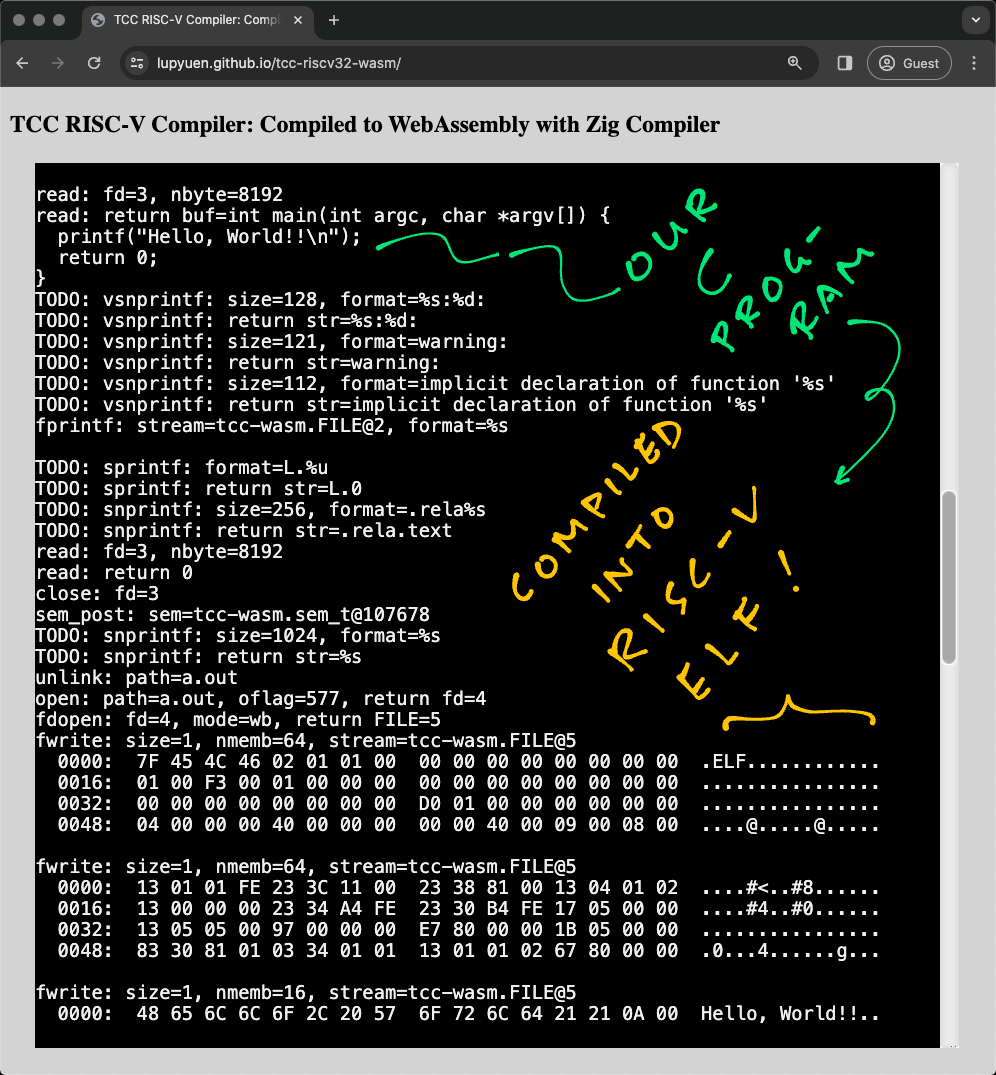 TCC RISC-V Compiler: Compi
lupyuen.github.io/tcc-riscv32-wasm/
Guest
TCC RISC-V Compiler: Compiled to WebAssembly with Zig Compiler
read: fd=3, nbyte=8192
read: return buf=int main(int argc, char *argv[]) {
  printf("Hello, World!!\n");
  return 0;
}
OUR
C
PROG-
RAM
TODO: vsnprintf: size=128, format=%s:%d:
TODO: vsnprintf: return str=%s:%d:
TODO: vsnprintf: size=121, format=warning:
TODO: vsnprintf: return str=warning:
TODO: vsnprintf: size=112, format=implicit declaration of function '%s'
TODO: vsnprintf: return str=implicit declaration of function '%s'
fprintf: stream=tcc-wasm.FILE@2, format=%s
COMPILED
INTO
RISC-V
ELF !
TODO: sprintf: format=L.%u
TODO: sprintf: return str=L.0
TODO: snprintf: size=256, format=.rela%s
TODO: snprintf: return str=.rela.text
read: fd=3, nbyte=8192
read: return 0
close: fd=3
sem_post: sem=tcc-wasm.sem_t@107678
TODO: snprintf: size=1024, format=%s
TODO: snprintf: return str=%s
unlink: path=a.out
open: path=a.out, oflag=577, return fd=4
fdopen: fd=4, mode=wb, return FILE=5
fwrite: size=1, nmemb=64, stream=tcc-wasm.FILE@5
  0000:  7F 45 4C 46 02 01 01 00  00 00 00 00 00 00 00 00  .ELF............
  0016:  01 00 F3 00 01 00 00 00  00 00 00 00 00 00 00 00  ................
  0032:  00 00 00 00 00 00 00 00  D0 01 00 00 00 00 00 00  ................
  0048:  04 00 00 00 40 00 00 00  00 00 40 00 09 00 08 00  ....@.....@.....
fwrite: size=1, nmemb=64, stream=tcc-wasm.FILE@5
  0000:  13 01 01 FE 23 3C 11 00  23 38 81 00 13 04 01 02  ....#<..#8......
  0016:  13 00 00 00 23 34 A4 FE  23 30 B4 FE 17 05 00 00  ....#4..#0......
  0032:  13 05 05 00 97 00 00 00  E7 80 00 00 1B 05 00 00  ................
  0048:  83 30 81 01 03 34 01 01  13 01 01 02 67 80 00 00  .0...4......g...
fwrite: size=1, nmemb=16, stream=tcc-wasm.FILE@5
  0000:  48 65 6C 6C 6F 2C 20 57  6F 72 6C 64 21 21 0A 00  Hello, World!!..